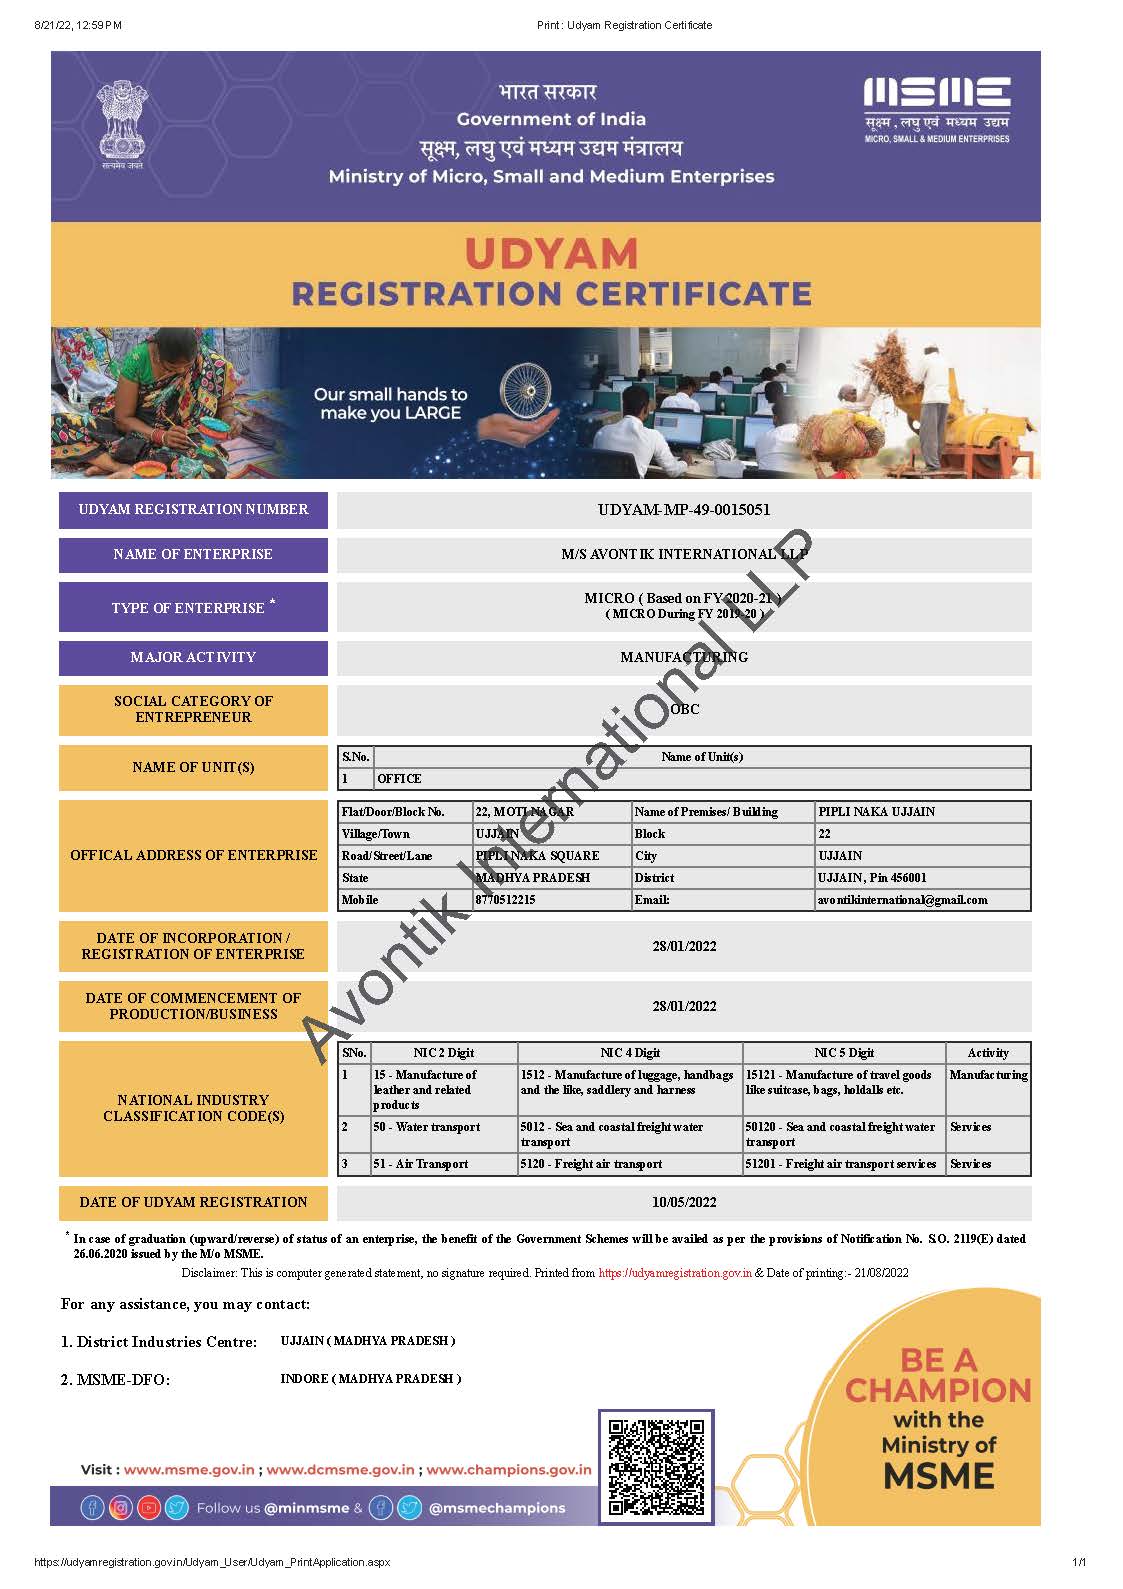 8/21/22, 12:59 PM
Print : Udyam Registration Certificate
सत्यमेव जयते
भारत सरकार
Government of India
सूक्ष्म, लघु एवं मध्यम उद्यम मंत्रालय
Ministry of Micro, Small and Medium Enterprises
MSME
सूक्ष्म , लघु एवं मध्यम उद्यम
MICRO, SMALL & MEDIUM ENTERPRISES
UDYAM
REGISTRATION CERTIFICATE
Our small hands to
make you LARGE
UDYAM REGISTRATION NUMBER
UDYAM-MP-49-0015051
NAME OF ENTERPRISE
M/S AVONTIK INTERNATIONAL LLP
TYPE OF ENTERPRISE *
MICRO ( Based on FY 2020-21 )
( MICRO During FY 2019-20 )
MAJOR ACTIVITY
MANUFACTURING
SOCIAL CATEGORY OF
ENTREPRENEUR
OBC
NAME OF UNIT(S)
S.No. Name of Unit(s)
1 OFFICE
OFFICAL ADDRESS OF ENTERPRISE
Flat/Door/Block No. 22, MOTI NAGAR Name of Premises/ Building PIPLI NAKA UJJAIN
Village/Town UJJAIN Block 22
Road/Street/Lane PIPLI NAKA SQUARE City UJJAIN
State MADHYA PRADESH District UJJAIN , Pin 456001
Mobile 8770512215 Email: avontikinternational@gmail.com
DATE OF INCORPORATION /
REGISTRATION OF ENTERPRISE
28/01/2022
DATE OF COMMENCEMENT OF
PRODUCTION/BUSINESS
28/01/2022
NATIONAL INDUSTRY
CLASSIFICATION CODE(S)
SNo. NIC 2 Digit NIC 4 Digit NIC 5 Digit Activity
1 15 - Manufacture of 1512 - Manufacture of luggage, handbags 15121 - Manufacture of travel goods Manufacturing
leather and related and the like, saddlery and harness like suitcase, bags, holdalls etc.
products
2 50 - Water transport 5012 - Sea and coastal freight water 50120 - Sea and coastal freight water Services
transport transport
3 51 - Air Transport 5120 - Freight air transport 51201 - Freight air transport services Services
DATE OF UDYAM REGISTRATION
10/05/2022
Avontik International LLP
* In case of graduation (upward/reverse) of status of an enterprise, the benefit of the Government Schemes will be availed as per the provisions of Notification No. S.O. 2119(E) dated
26.06.2020 issued by the M/o MSME.
Disclaimer: This is computer generated statement, no signature required. Printed from https://udyamregistration.gov.in & Date of printing:- 21/08/2022
For any assistance, you may contact:
1. District Industries Centre: UJJAIN ( MADHYA PRADESH )
2. MSME-DFO: INDORE ( MADHYA PRADESH )
BE A
CHAMPION
with the
Ministry of
MSME
Visit : www.msme.gov.in ; www.dcmsme.gov.in ; www.champions.gov.in
Follow us @minmsme & @msmechampions
https://udyamregistration.gov.in/Udyam_User/Udyam_PrintApplication.aspx
1/1